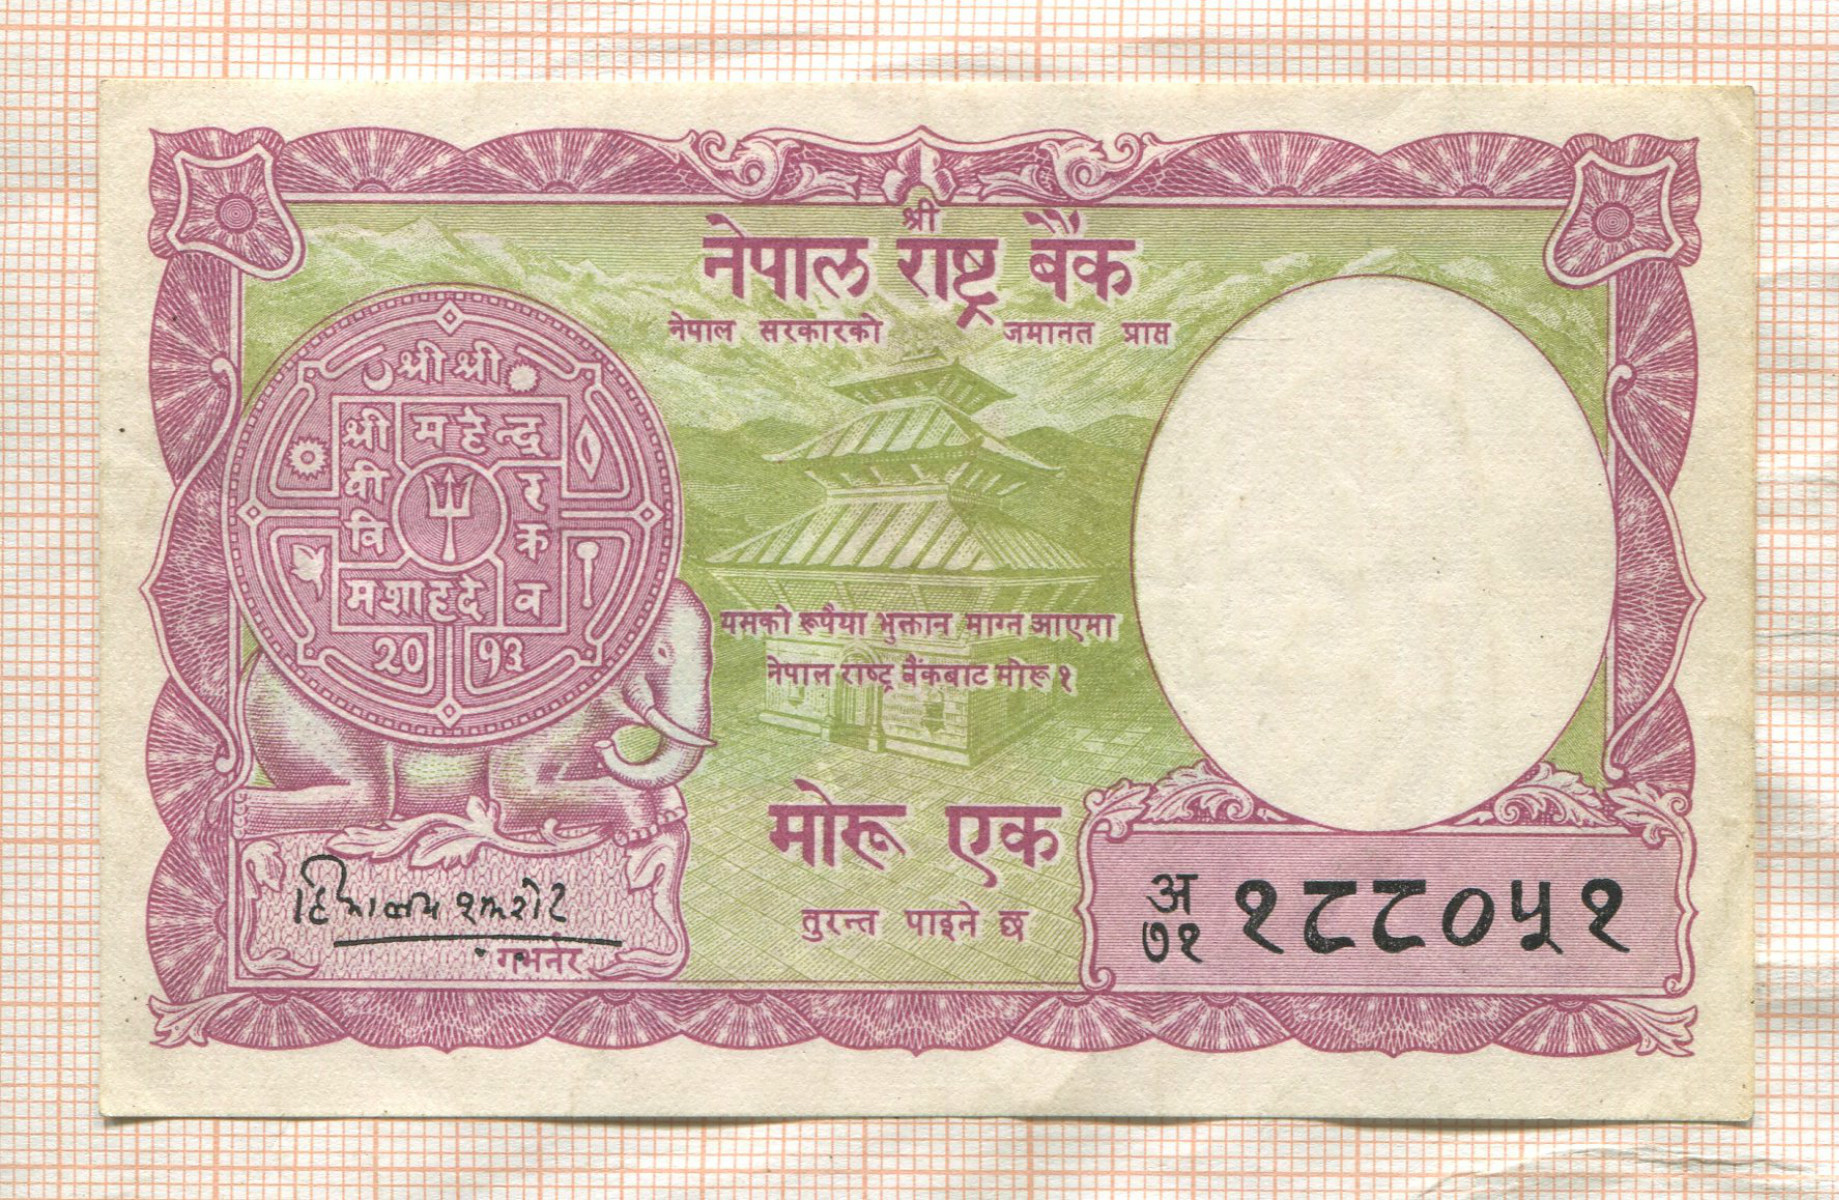 श्री
नेपाल राष्ट्र बैंक
नेपाल सरकारको जमानत प्राप्त
श्री श्री
श्री महेन्द्र
वी र
वि क्र
मशाहदे व
२० १३
यसको रूपैया भुक्तान माग्न आएमा
नेपाल राष्ट्र बैंकबाट मोरू १
मोरू एक
तुरन्त पाइने छ
गभर्नर
अ
७१ १८८०५१